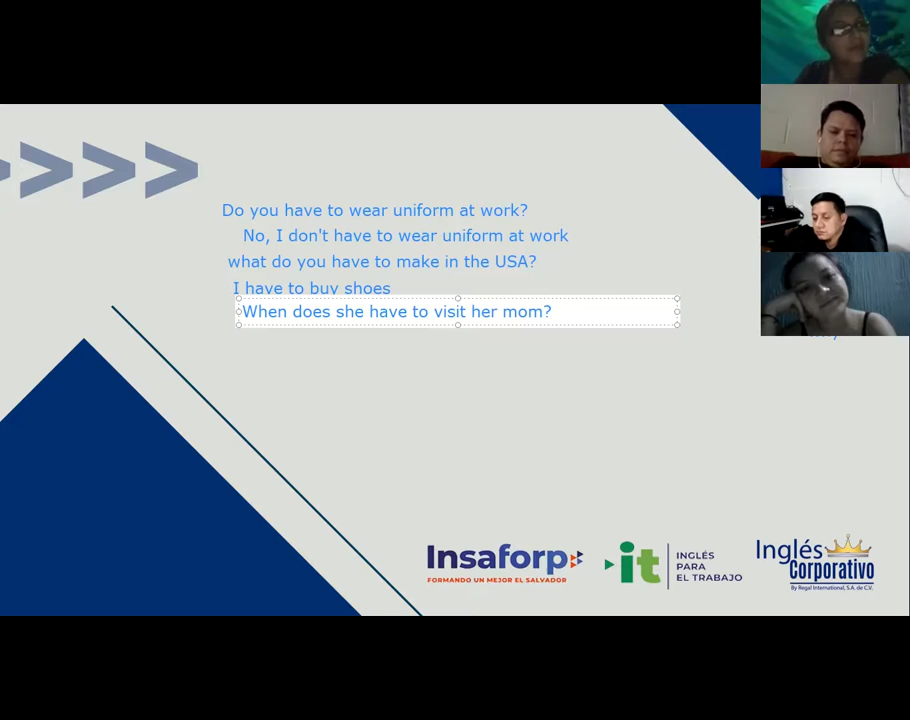 Do you have to wear uniform at work?
No, I don't have to wear uniform at work
what do you have to make in the USA?
I have to buy shoes
When does she have to visit her mom?
Insaforp
FORMANDO UN MEJOR EL SALVADOR
it
INGLÉS
PARA
EL TRABAJO
Inglés
Corporativo
By Regal International, S.A. de C.V.